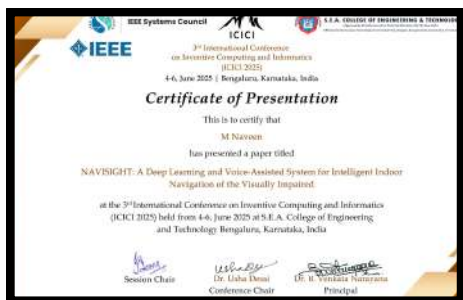 IEEE Systems Council
IEEE
ICICI
S.E.A. COLLEGE OF ENGINEERING & TECHNOLOGY
3rd International Conference
on Inventive Computing and Informatics
(ICICI 2025)
4-6, June 2025 | Bengaluru, Karnataka, India
Certificate of Presentation
This is to certify that
M Naveen
has presented a paper titled
NAVISIGHT: A Deep Learning and Voice-Assisted System for Intelligent Indoor
Navigation of the Visually Impaired
at the 3rd International Conference on Inventive Computing and Informatics
(ICICI 2025) held from 4-6, June 2025 at S.E.A. College of Engineering
and Technology Bengaluru, Karnataka, India
Session Chair
Dr. Usha Desai
Conference Chair
Dr. B. Venkata Narayana
Principal